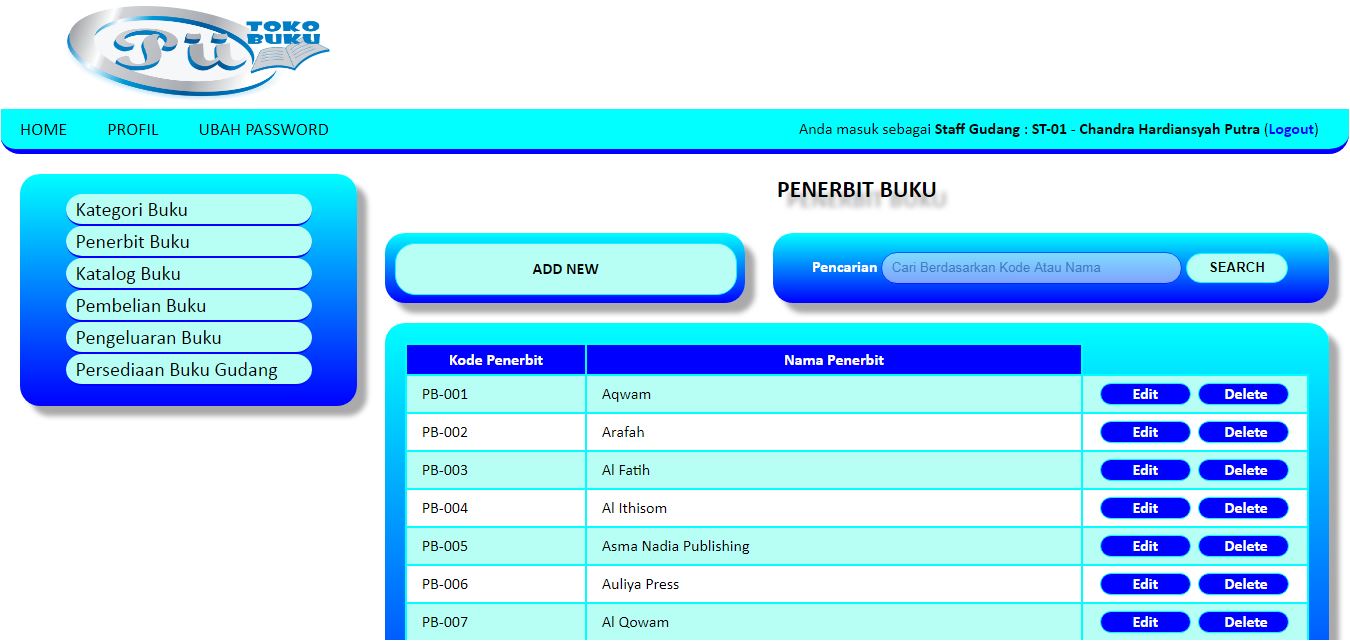 PU TOKO
BUKU
HOME PROFIL UBAH PASSWORD Anda masuk sebagai Staff Gudang : ST-01 - Chandra Hardiansyah Putra (Logout)
Kategori Buku
Penerbit Buku
Katalog Buku
Pembelian Buku
Pengeluaran Buku
Persediaan Buku Gudang
PENERBIT BUKU
ADD NEW
Pencarian Cari Berdasarkan Kode Atau Nama SEARCH
Kode Penerbit Nama Penerbit
PB-001 Aqwam Edit Delete
PB-002 Arafah Edit Delete
PB-003 Al Fatih Edit Delete
PB-004 Al Ithisom Edit Delete
PB-005 Asma Nadia Publishing Edit Delete
PB-006 Auliya Press Edit Delete
PB-007 Al Qowam Edit Delete